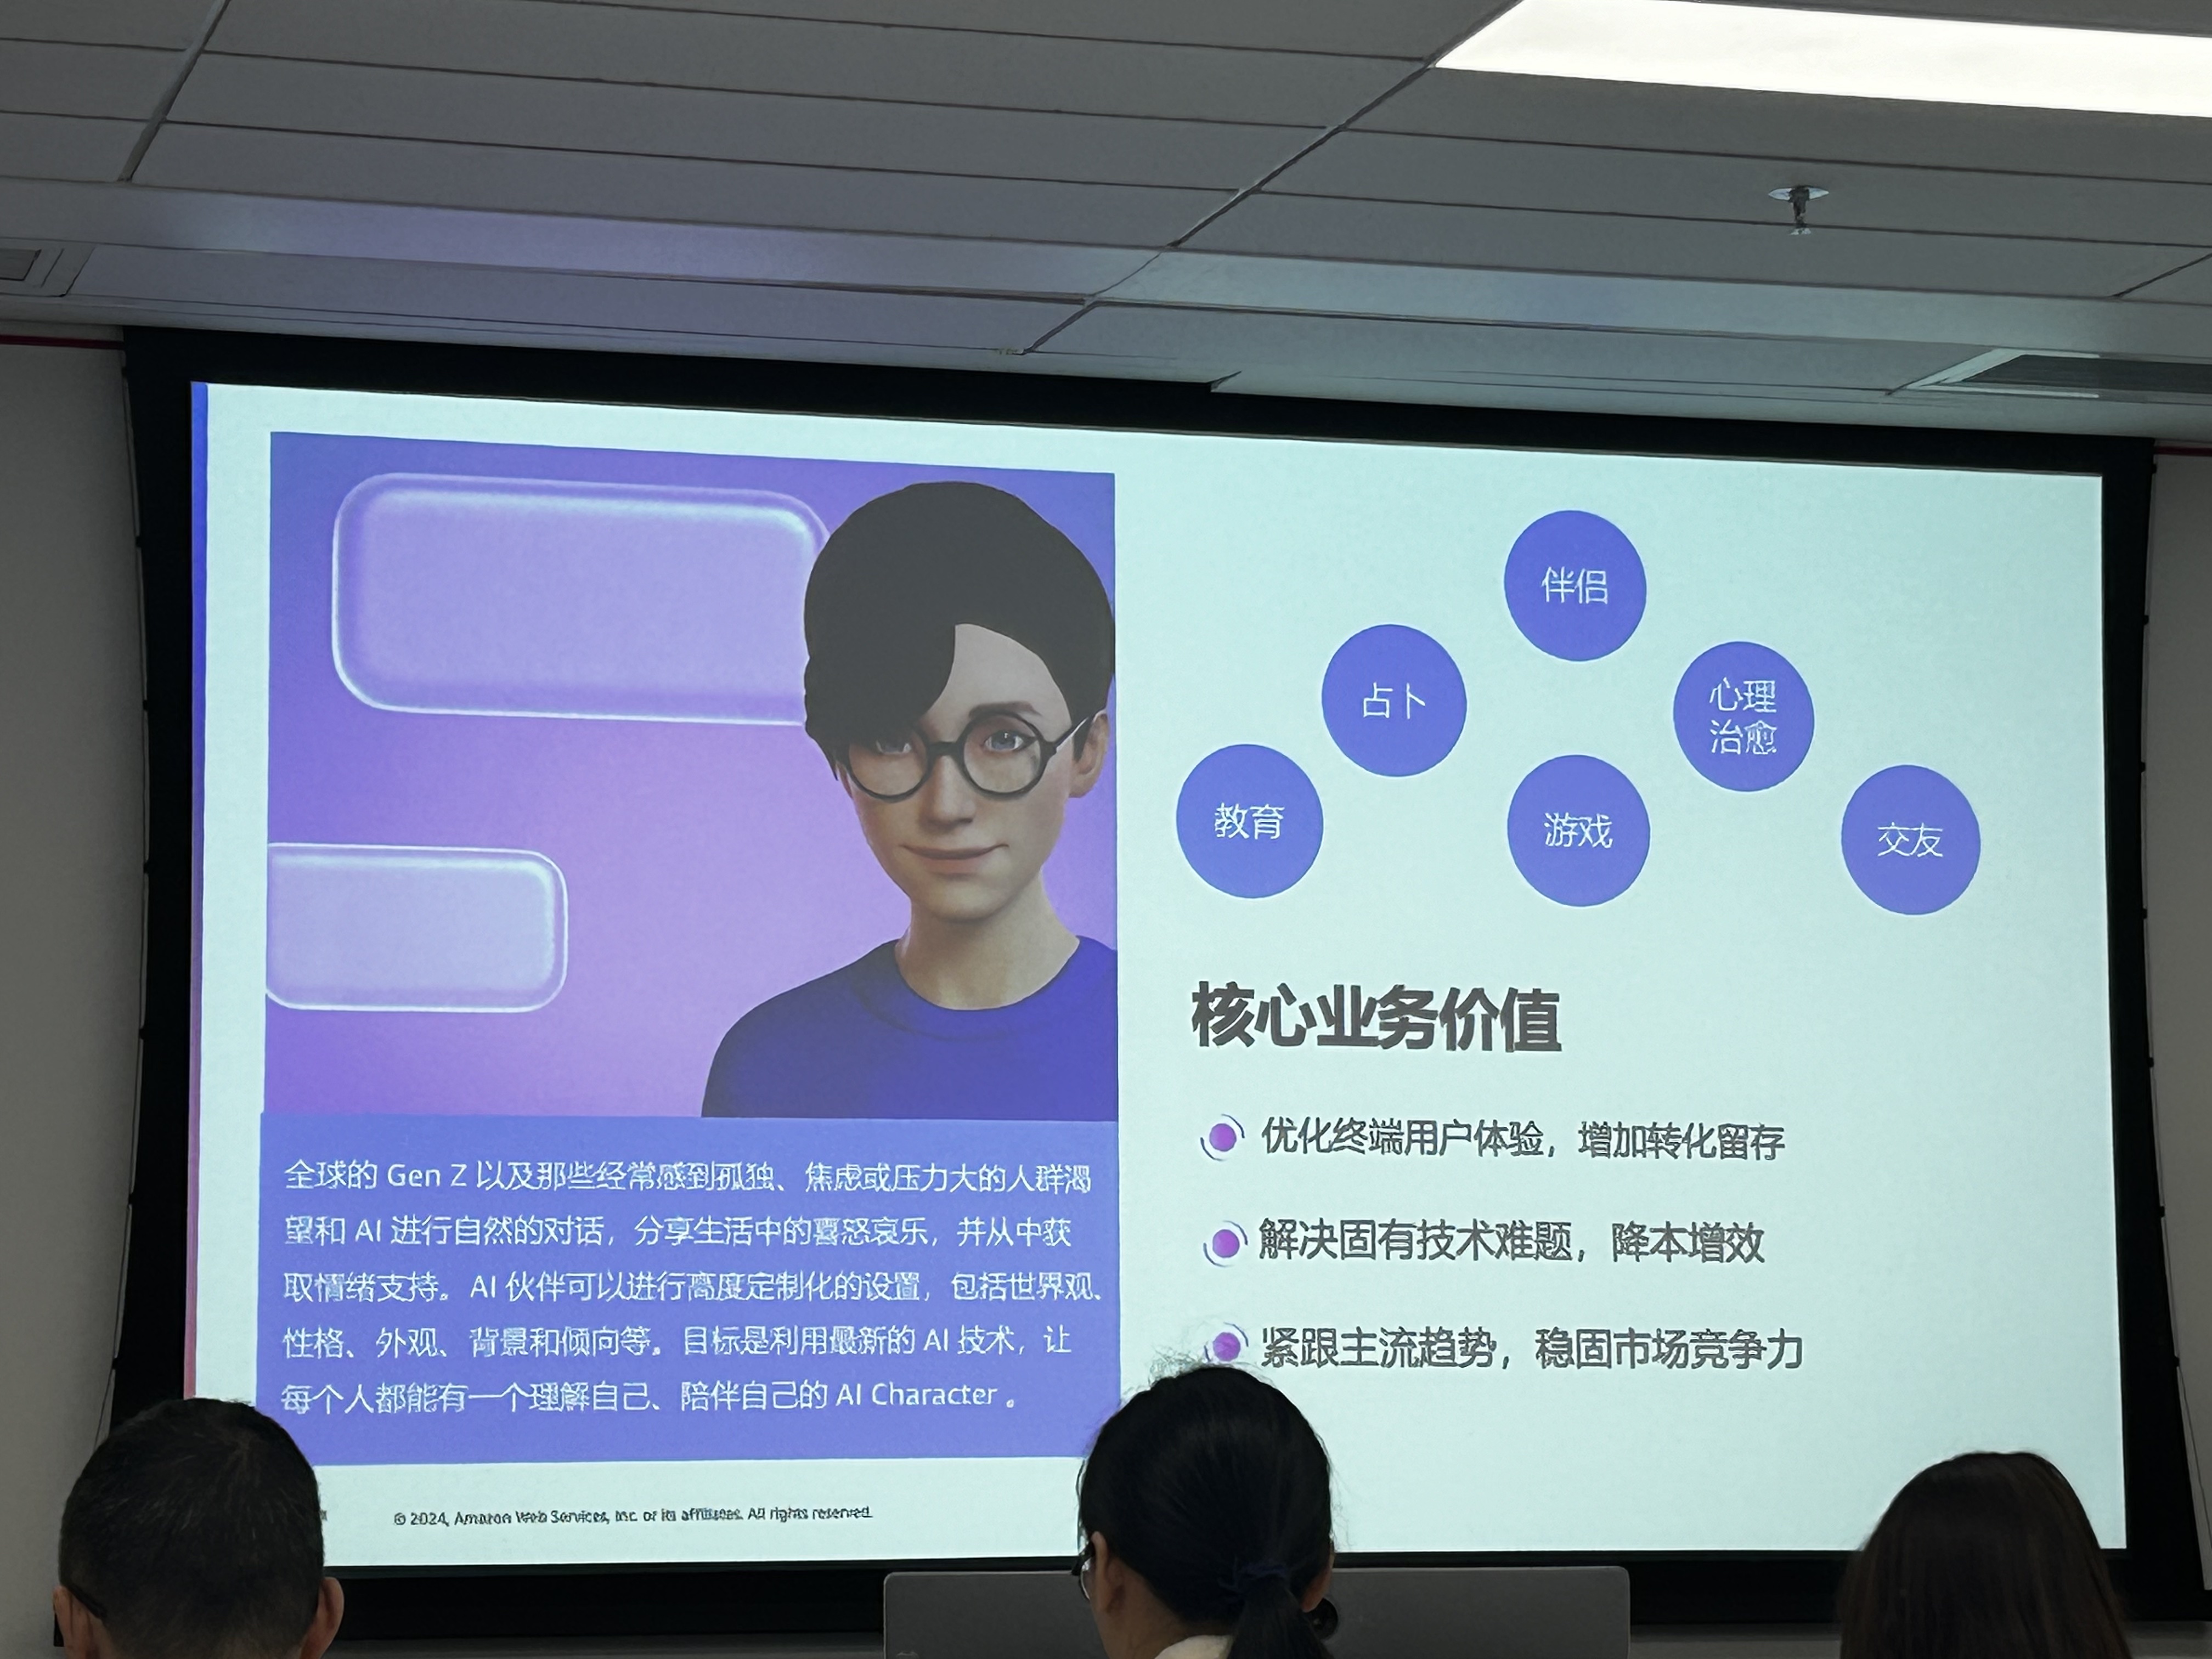 伴侣
占卜
心理
治愈
教育
游戏
交友
核心业务价值
优化终端用户体验，增加转化留存
解决固有技术难题，降本增效
紧跟主流趋势，稳固市场竞争力
全球的 Gen Z 以及那些经常感到孤独、焦虑或压力大的人群渴
望和 AI 进行自然的对话，分享生活中的喜怒哀乐，并从中获
取情绪支持。AI 伙伴可以进行高度定制化的设置，包括世界观、
性格、外观、背景和倾向等。目标是利用最新的 AI 技术，让
每个人都能有一个理解自己、陪伴自己的 AI Character 。
© 2024, Amazon Web Services, Inc. or its affiliates. All rights reserved.